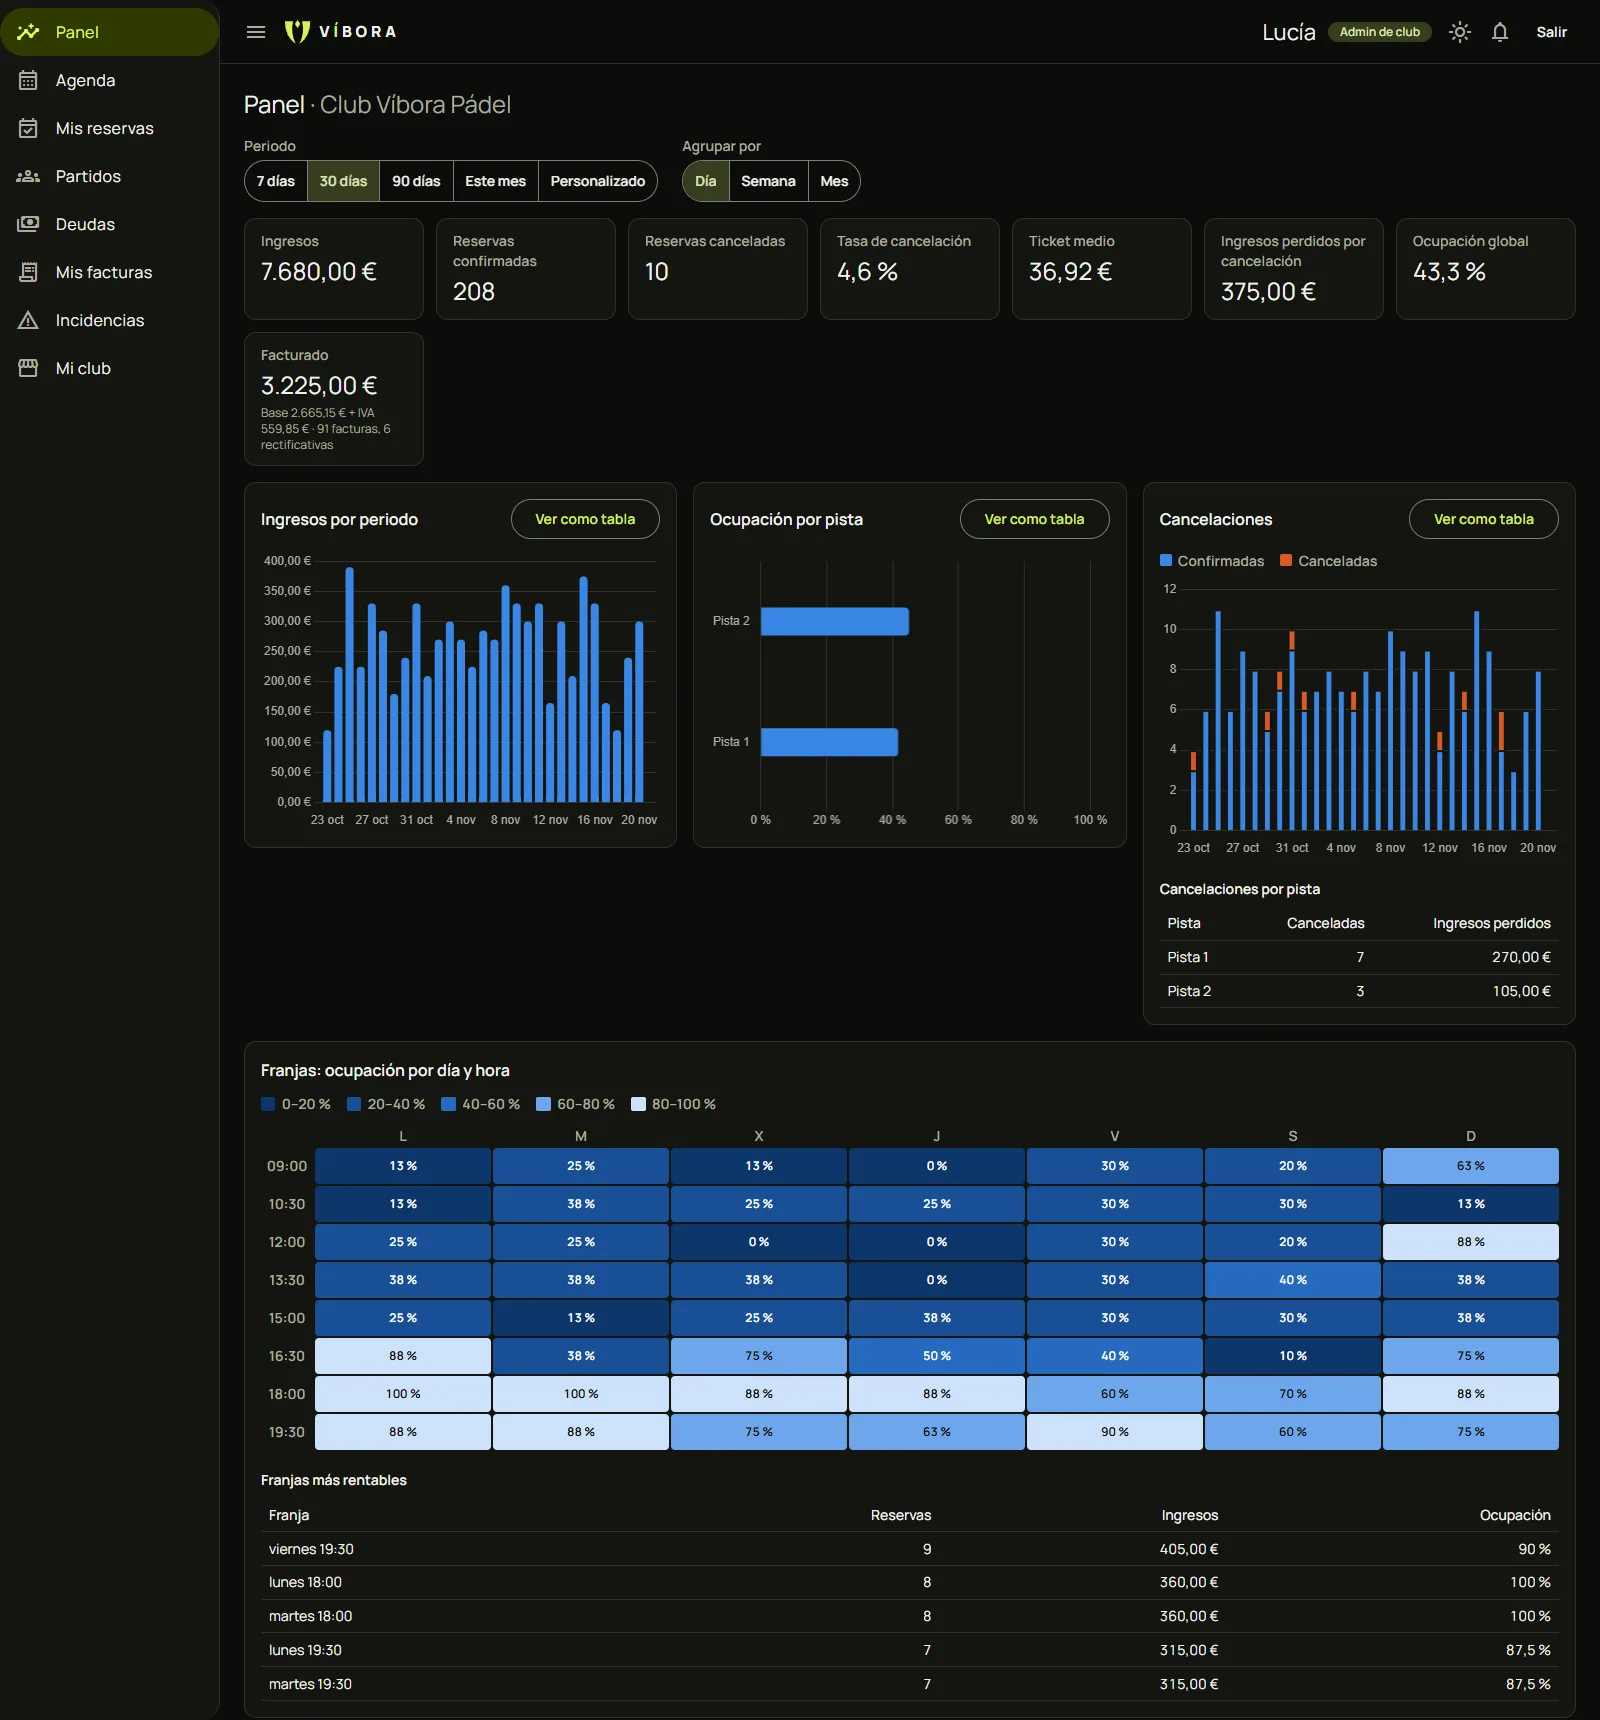 Panel
Agenda
Mis reservas
Partidos
Deudas
Mis facturas
Incidencias
Mi club
VÍBORA
Lucía
Admin de club
Salir
Panel · Club Víbora Pádel
Periodo
7 días
30 días
90 días
Este mes
Personalizado
Agrupar por
Día
Semana
Mes
Ingresos
7.680,00 €
Reservas
confirmadas
208
Reservas canceladas
10
Tasa de cancelación
4,6 %
Ticket medio
36,92 €
Ingresos perdidos por
cancelación
375,00 €
Ocupación global
43,3 %
Facturado
3.225,00 €
Base 2.665,15 € + IVA
559,85 € · 91 facturas, 6
rectificativas
Ingresos por periodo
Ver como tabla
400,00 €
350,00 €
300,00 €
250,00 €
200,00 €
150,00 €
100,00 €
50,00 €
0,00 €
23 oct 27 oct 31 oct 4 nov 8 nov 12 nov 16 nov 20 nov
Ocupación por pista
Ver como tabla
Pista 2
Pista 1
0 % 20 % 40 % 60 % 80 % 100 %
Cancelaciones
Ver como tabla
Confirmadas Canceladas
12
10
8
6
4
2
0
23 oct 27 oct 31 oct 4 nov 8 nov 12 nov 16 nov 20 nov
Cancelaciones por pista
Pista Canceladas Ingresos perdidos
Pista 1 7 270,00 €
Pista 2 3 105,00 €
Franjas: ocupación por día y hora
0–20 % 20–40 % 40–60 % 60–80 % 80–100 %
L M X J V S D
09:00 13 % 25 % 13 % 0 % 30 % 20 % 63 %
10:30 13 % 38 % 25 % 25 % 30 % 30 % 13 %
12:00 25 % 25 % 0 % 0 % 30 % 20 % 88 %
13:30 38 % 38 % 38 % 0 % 30 % 40 % 38 %
15:00 25 % 13 % 25 % 38 % 30 % 30 % 38 %
16:30 88 % 38 % 75 % 50 % 40 % 10 % 75 %
18:00 100 % 100 % 88 % 88 % 60 % 70 % 88 %
19:30 88 % 88 % 75 % 63 % 90 % 60 % 75 %
Franjas más rentables
Franja Reservas Ingresos Ocupación
viernes 19:30 9 405,00 € 90 %
lunes 18:00 8 360,00 € 100 %
martes 18:00 8 360,00 € 100 %
lunes 19:30 7 315,00 € 87,5 %
martes 19:30 7 315,00 € 87,5 %